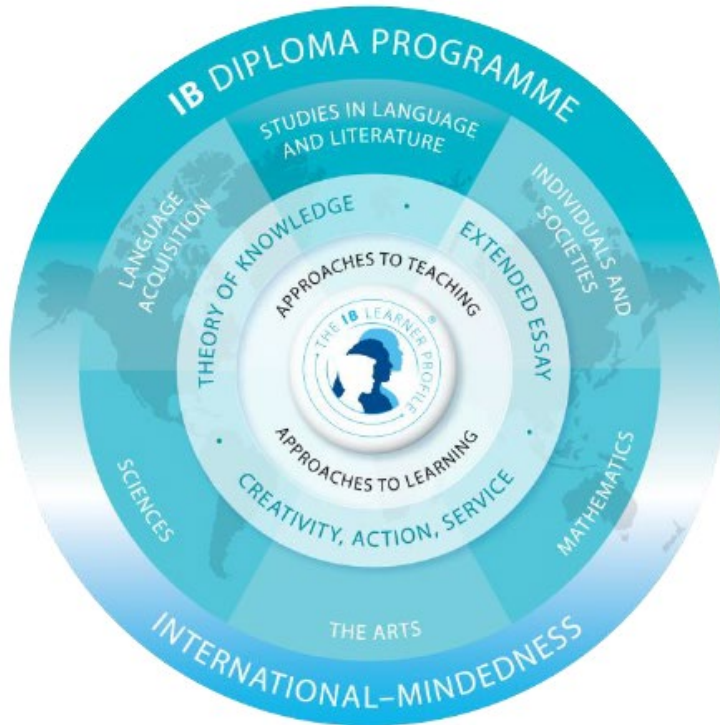 IB DIPLOMA PROGRAMME
STUDIES IN LANGUAGE
AND LITERATURE
LANGUAGE
ACQUISITION
INDIVIDUALS AND
SOCIETIES
THEORY OF KNOWLEDGE
EXTENDED ESSAY
APPROACHES TO TEACHING
• THE IB LEARNER PROFILE •
®
APPROACHES TO LEARNING
CREATIVITY, ACTION, SERVICE
SCIENCES
MATHEMATICS
THE ARTS
INTERNATIONAL–MINDEDNESS